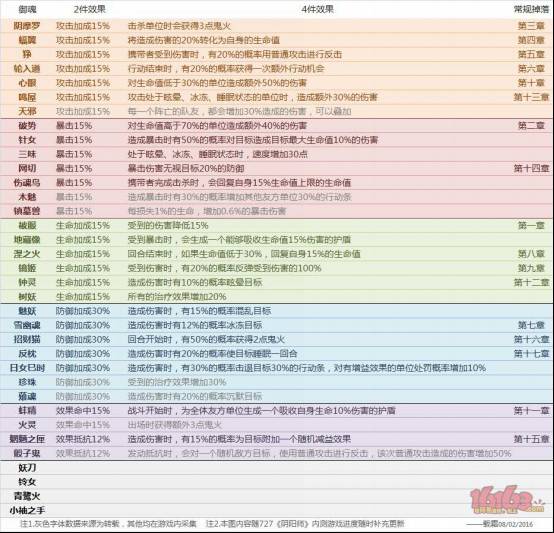 御魂 2件效果 4件效果 常规掉落
阴摩罗 攻击加成15% 击杀单位时会获得3点鬼火 第三章
蝠翼 攻击加成15% 将造成伤害的20%转化为自身的生命值 第四章
狰 攻击加成15% 携带者受到伤害时，有20%的概率用普通攻击进行反击 第五章
轮入道 攻击加成15% 行动结束时，有20%的概率获得一次额外行动机会 第六章
心眼 攻击加成15% 对生命值低于30%的单位造成额外50%的伤害 第十章
鸣屋 攻击加成15% 攻击处于眩晕、冰冻、睡眠状态的单位时，造成额外30%的伤害 第十三章
天邪 攻击加成15% 每一个阵亡的队友，都会增加30%造成的伤害，可以叠加
破势 暴击15% 对生命值高于70%的单位造成额外40%的伤害 第二章
针女 暴击15% 造成暴击时有50%的概率对目标造成目标最大生命值10%的伤害
三味 暴击15% 处于眩晕、冰冻、睡眠状态时，速度增加30点
网切 暴击15% 暴击伤害无视目标20%的防御 第十四章
伤魂鸟 暴击15% 携带者完成击杀时，会回复自身15%生命值上限的生命值
木魅 暴击15% 造成暴击时有30%的概率增加其他友方单位30%的行动条
镇墓兽 暴击15% 每损失1%的生命，增加0.6%的暴击伤害
被服 生命加成15% 受到的伤害降低15% 第一章
地藏像 生命加成15% 受到暴击时，会生成一个能够吸收生命值15%伤害的护盾
涅之火 生命加成15% 回合结束时，如果生命值低于30%，回复自身15%的生命值 第八章
镜姬 生命加成15% 受到伤害时，有20%的概率反弹受到伤害的100% 第九章
钟灵 生命加成15% 造成伤害时有10%的概率眩晕目标 第十二章
树妖 生命加成15% 所有的治疗效果增加20%
魅妖 防御加成30% 造成伤害时，有15%的概率混乱目标
雪幽魂 防御加成30% 造成伤害时有12%的概率冰冻目标 第七章
招财猫 防御加成30% 回合开始时，有50%的概率获得2点鬼火 第十六章
反枕 防御加成30% 造成伤害时，有20%的概率使目标睡眠一回合 第十七章
日女巳时 防御加成30% 造成伤害时，有30%的概率击退目标30%的行动条，对有增益效果的单位处罚概率增加10%
珍珠 防御加成30% 受到的治疗效果增加30%
薙魂 防御加成30% 造成伤害时有20%的概率沉默目标
蚌精 效果命中15% 战斗开始时，为全体友方单位生成一个吸收自身生命10%伤害的护盾 第十一章
火灵 效果命中15% 出场时获得额外3点鬼火
魍魉之匣 效果抵抗12% 造成伤害时，有15%的概率为目标附加一个随机减益效果 第十五章
骰子鬼 效果抵抗12% 发动抵抗时，会对一个随机敌方目标，使用普通攻击进行反击，该次普通攻击造成的伤害增加50%
妖刀
铃女
青鹭火
小袖之手
注1.灰色字体数据来源为转载，其他均在游戏内采集 注2.本图内容随727《阴阳师》内测游戏进度随时补充更新 08/02/2016
16163.com